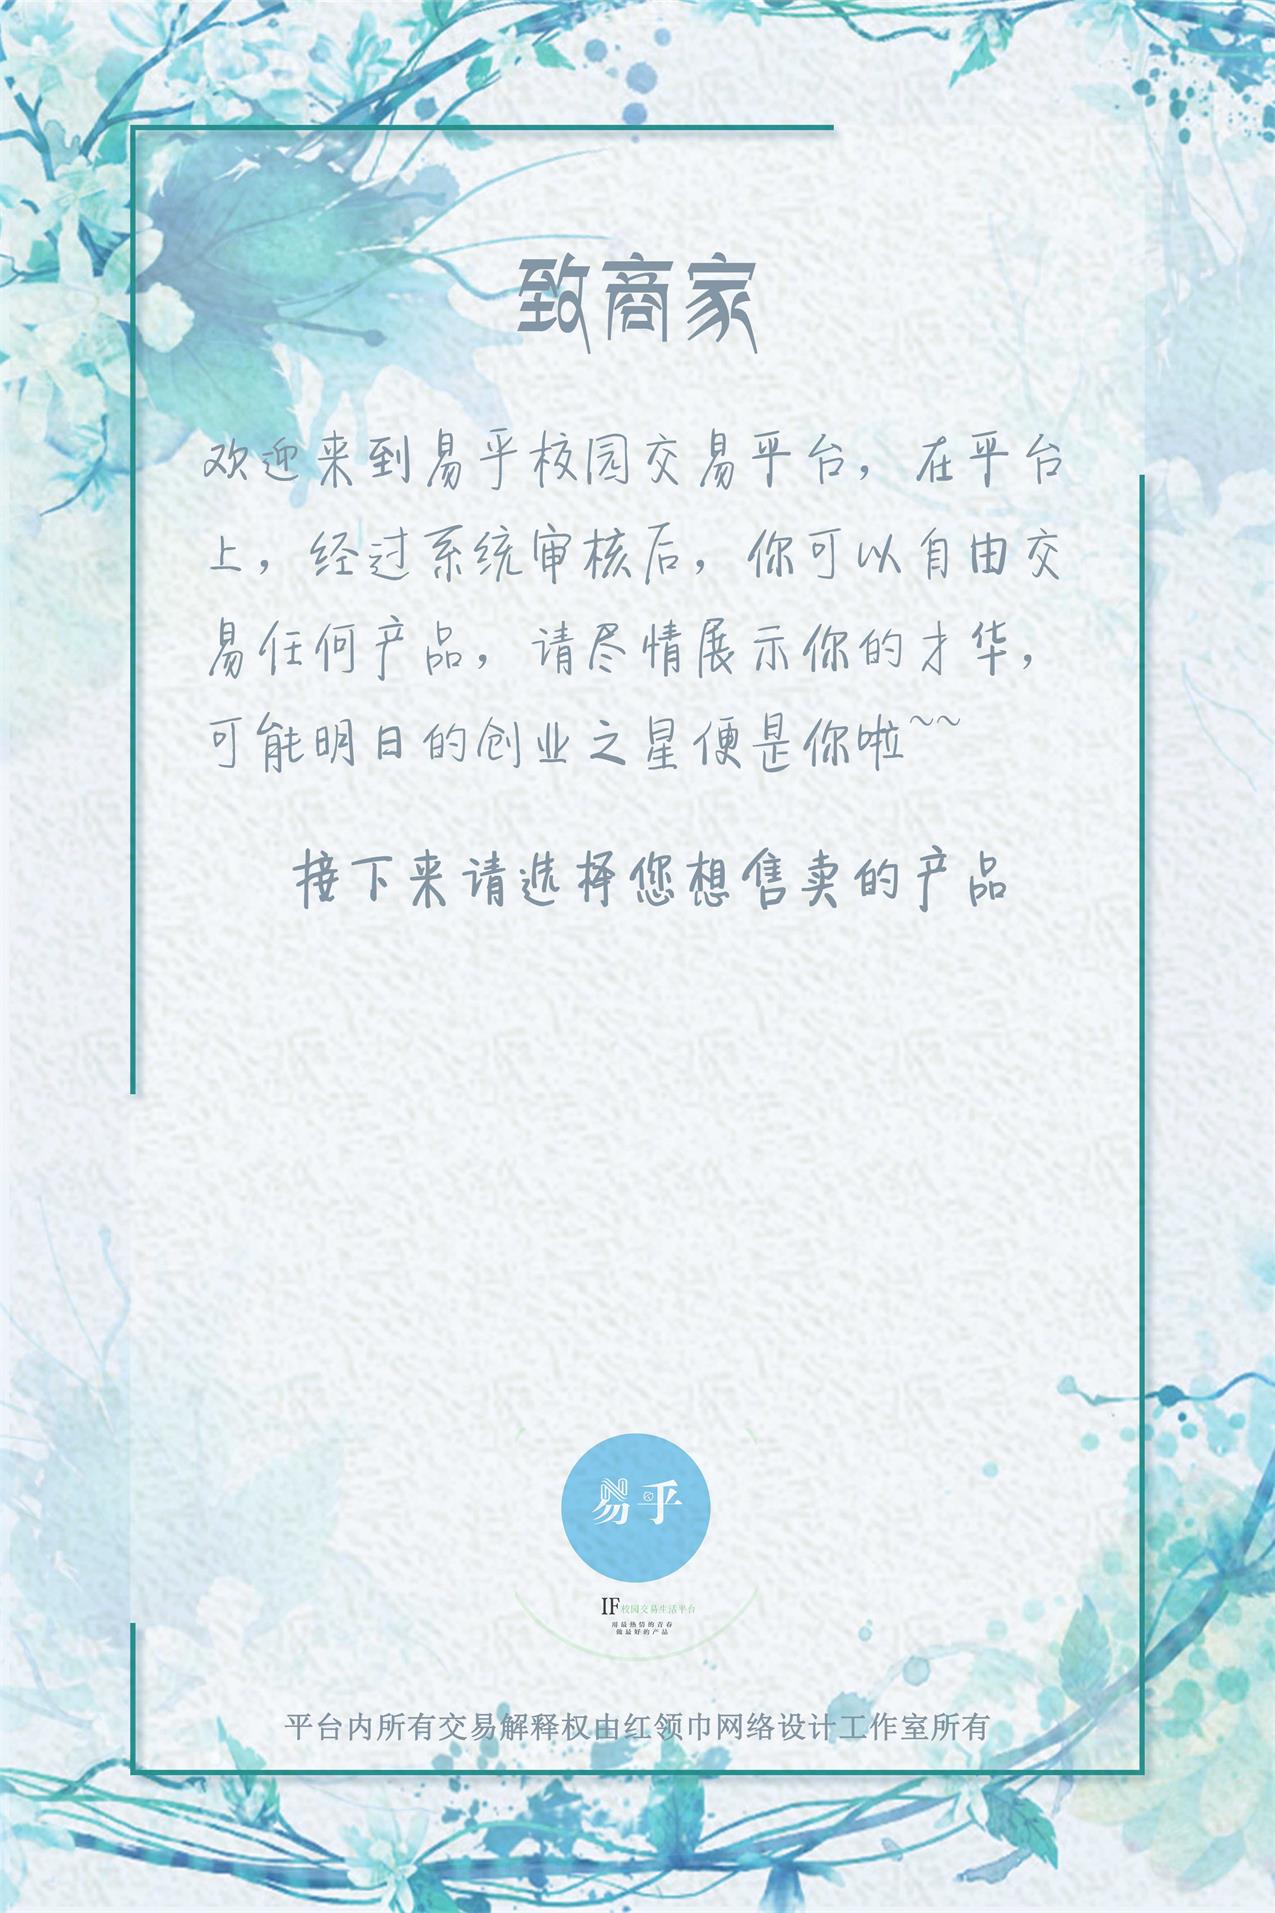 致商家
欢迎来到易乎校园交易平台，在平台
上，经过系统审核后，你可以自由交
易任何产品，请尽情展示你的才华，
可能明日的创业之星便是你啦~~
接下来请选择您想售卖的产品
易乎
IF校园交易生活平台
用最热情的青春
做最好的产品
平台内所有交易解释权由红领巾网络设计工作室所有